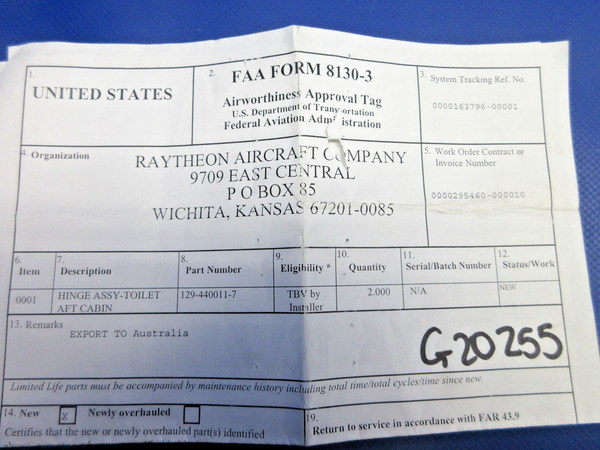 1.
UNITED STATES
2.
FAA FORM 8130-3
Airworthiness Approval Tag
U.S. Department of Transportation
Federal Aviation Administration
3. System Tracking Ref. No.
0000163796-00001
4. Organization
RAYTHEON AIRCRAFT COMPANY
9709 EAST CENTRAL
P O BOX 85
WICHITA, KANSAS 67201-0085
5. Work Order Contract or
Invoice Number
0000295460-000010
6.
Item
7.
Description
8.
Part Number
9.
Eligibility *
10.
Quantity
11.
Serial/Batch Number
12.
Status/Work
0001
HINGE ASSY-TOILET
AFT CABIN
129-440011-7
TBV by
Installer
2.000
N/A
NEW
13. Remarks
EXPORT TO Australia
G20255
Limited Life parts must be accompanied by maintenance history including total time/total cycles/time since new.
14. New X Newly overhauled
Certifies that the new or newly overhauled part(s) identified
19.
Return to service in accordance with FAR 43.9